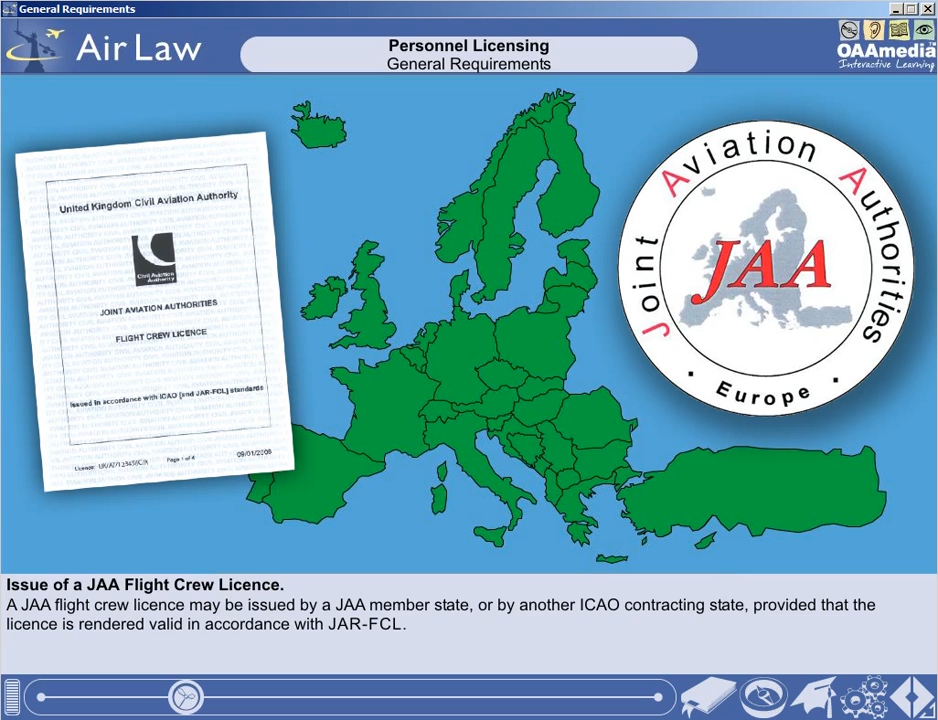 General Requirements
Air Law
Personnel Licensing
General Requirements
OAAmedia
Interactive Learning
United Kingdom Civil Aviation Authority
Civil Aviation
Authority
JOINT AVIATION AUTHORITIES
FLIGHT CREW LICENCE
Issued in accordance with ICAO [and JAR-FCL] standards
Page 1 of 4
09/01/2008
Joint Aviation Authorities
JAA
Europe
Issue of a JAA Flight Crew Licence.
A JAA flight crew licence may be issued by a JAA member state, or by another ICAO contracting state, provided that the
licence is rendered valid in accordance with JAR-FCL.